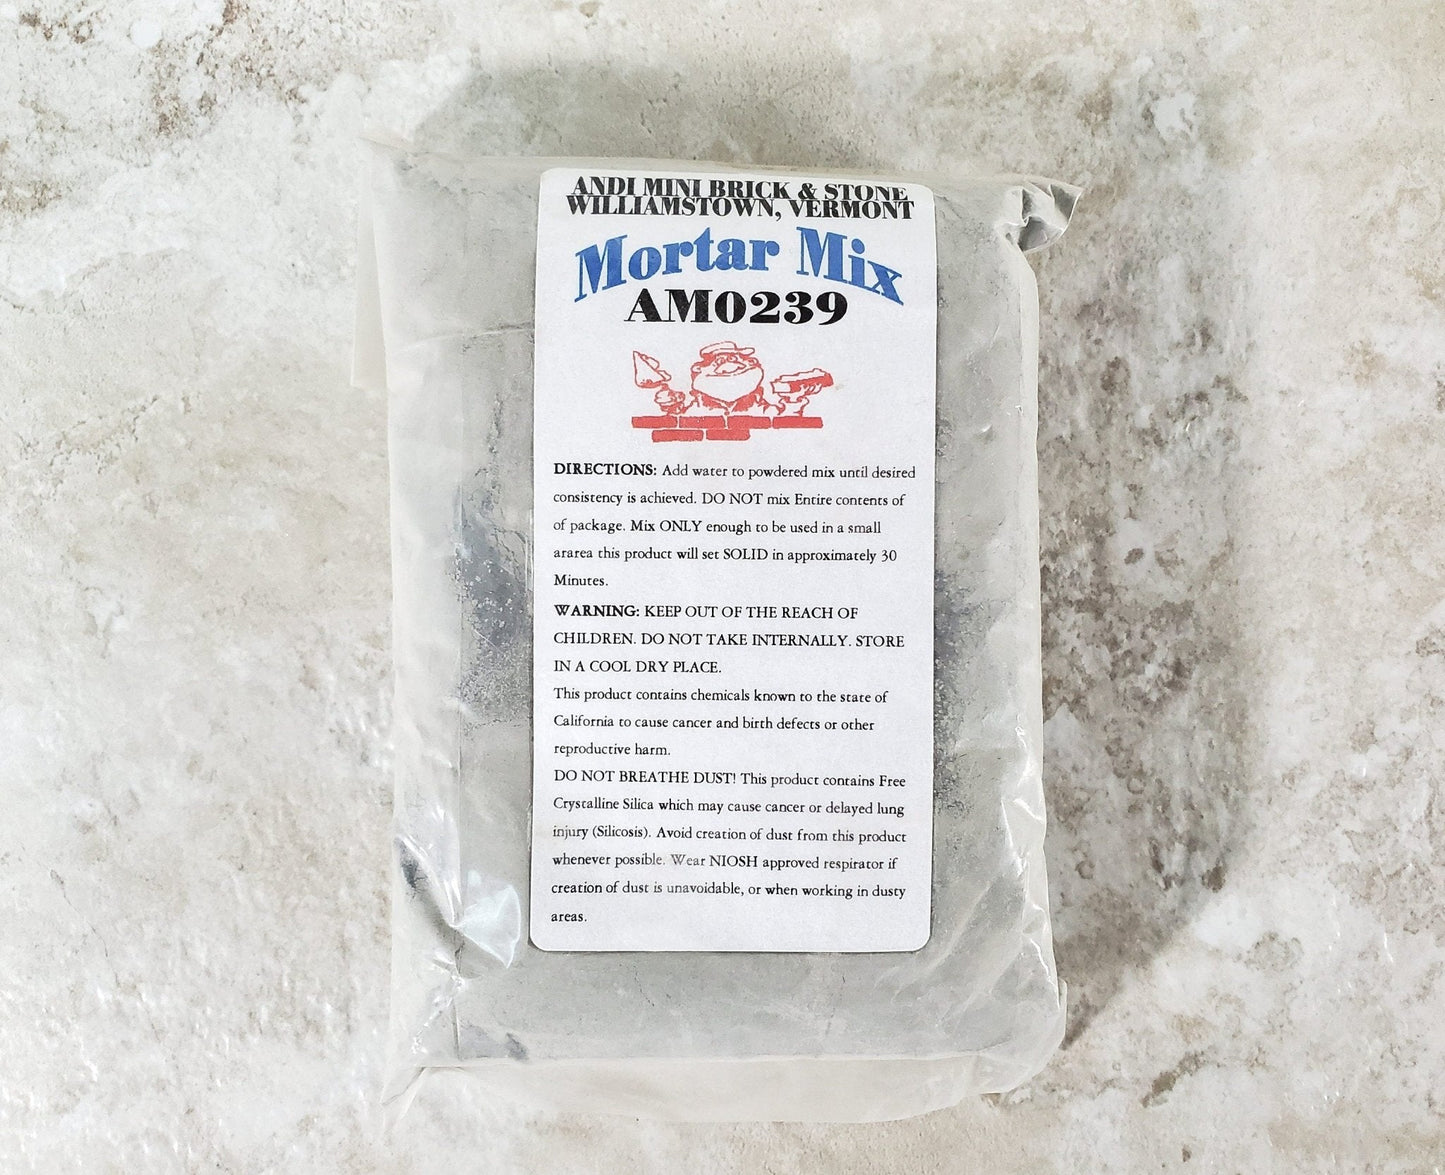 ANDI MINI BRICK & STONE
WILLIAMSTOWN, VERMONT
Mortar Mix
AM0239
DIRECTIONS: Add water to powdered mix until desired
consistency is achieved. DO NOT mix Entire contents of
of package. Mix ONLY enough to be used in a small
ararea this product will set SOLID in approximately 30
Minutes.
WARNING: KEEP OUT OF THE REACH OF
CHILDREN. DO NOT TAKE INTERNALLY. STORE
IN A COOL DRY PLACE.
This product contains chemicals known to the state of
California to cause cancer and birth defects or other
reproductive harm.
DO NOT BREATHE DUST! This product contains Free
Crystalline Silica which may cause cancer or delayed lung
injury (Silicosis). Avoid creation of dust from this product
whenever possible. Wear NIOSH approved respirator if
creation of dust is unavoidable, or when working in dusty
areas.